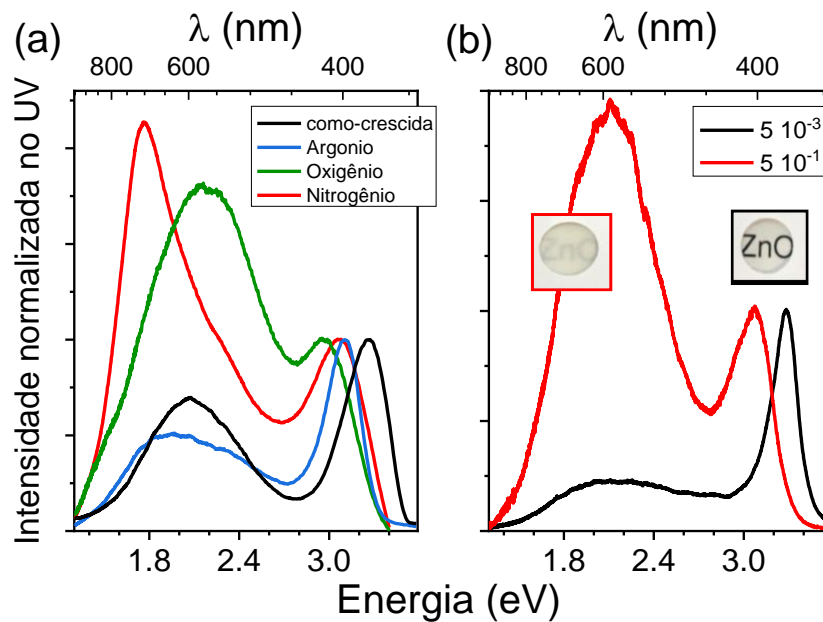 (a)
λ (nm)
800 600 400
Intensidade normalizada no UV
como-crescida
Argonio
Oxigênio
Nitrogênio
1.8 2.4 3.0
(b)
λ (nm)
800 600 400
5 10⁻³
5 10⁻¹
ZnO
ZnO
1.8 2.4 3.0
Energia (eV)